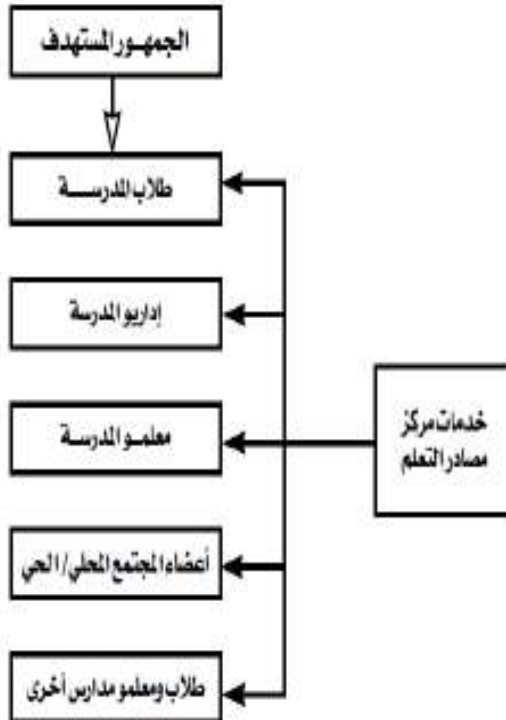 الجمهور المستهدف
طلاب المدرسة
إداريو المدرسة
معلمو المدرسة
أعضاء المجتمع المحلي/ الحي
طلاب ومعلمو مدارس أخرى
خدمات مركز
مصادر التعلم